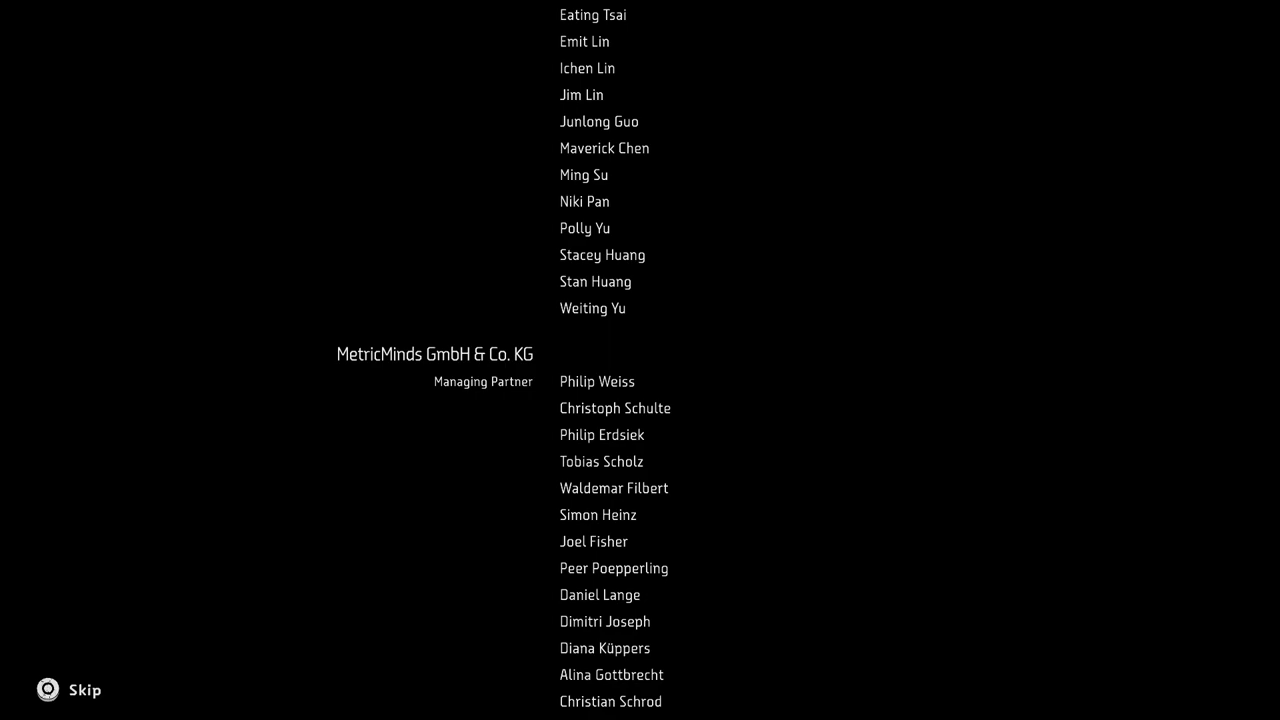 Eating Tsai
Emit Lin
Ichen Lin
Jim Lin
Junlong Guo
Maverick Chen
Ming Su
Niki Pan
Polly Yu
Stacey Huang
Stan Huang
Weiting Yu
MetricMinds GmbH & Co. KG
Managing Partner Philip Weiss
Christoph Schulte
Philip Erdsiek
Tobias Scholz
Waldemar Filbert
Simon Heinz
Joel Fisher
Peer Poepperling
Daniel Lange
Dimitri Joseph
Diana Küppers
Alina Gottbrecht
Christian Schrod
Skip